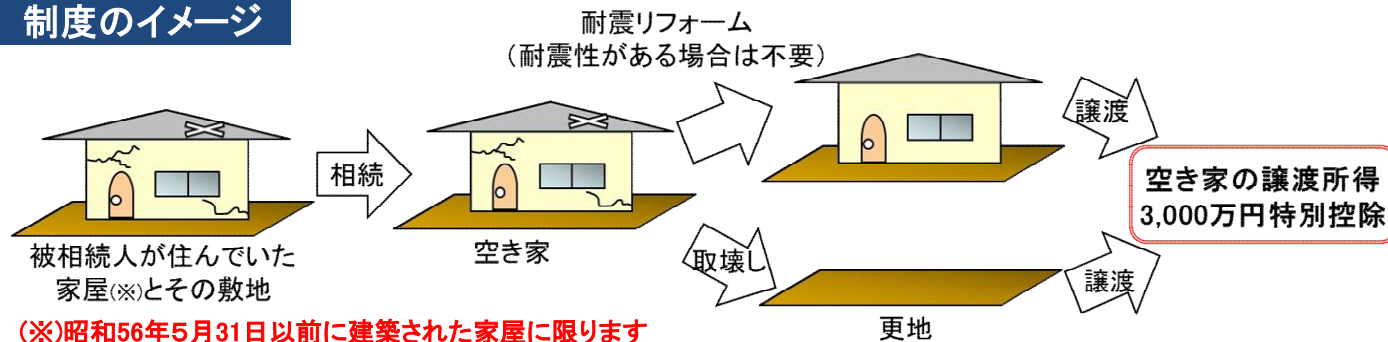 制度のイメージ
耐震リフォーム
（耐震性がある場合は不要）
譲渡
相続
空き家の譲渡所得
3,000万円特別控除
被相続人が住んでいた
家屋(※)とその敷地
空き家
取壊し
譲渡
更地
(※)昭和56年５月31日以前に建築された家屋に限ります